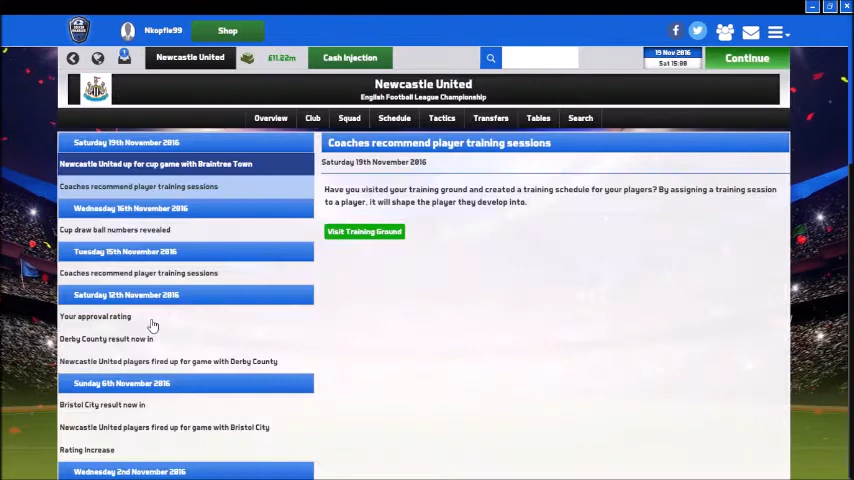 Nkopfle99
Shop
1
Newcastle United
£11.22m
Cash Injection
19 Nov 2016
Sat 15:00
Continue
Newcastle United
English Football League Championship
Overview
Club
Squad
Schedule
Tactics
Transfers
Tables
Search
Saturday 19th November 2016
Newcastle United up for cup game with Braintree Town
Coaches recommend player training sessions
Wednesday 16th November 2016
Cup draw ball numbers revealed
Tuesday 15th November 2016
Coaches recommend player training sessions
Saturday 12th November 2016
Your approval rating
Derby County result now in
Newcastle United players fired up for game with Derby County
Sunday 6th November 2016
Bristol City result now in
Newcastle United players fired up for game with Bristol City
Rating Increase
Wednesday 2nd November 2016
Coaches recommend player training sessions
Saturday 19th November 2016
Have you visited your training ground and created a training schedule for your players? By assigning a training session
to a player, it will shape the player they develop into.
Visit Training Ground